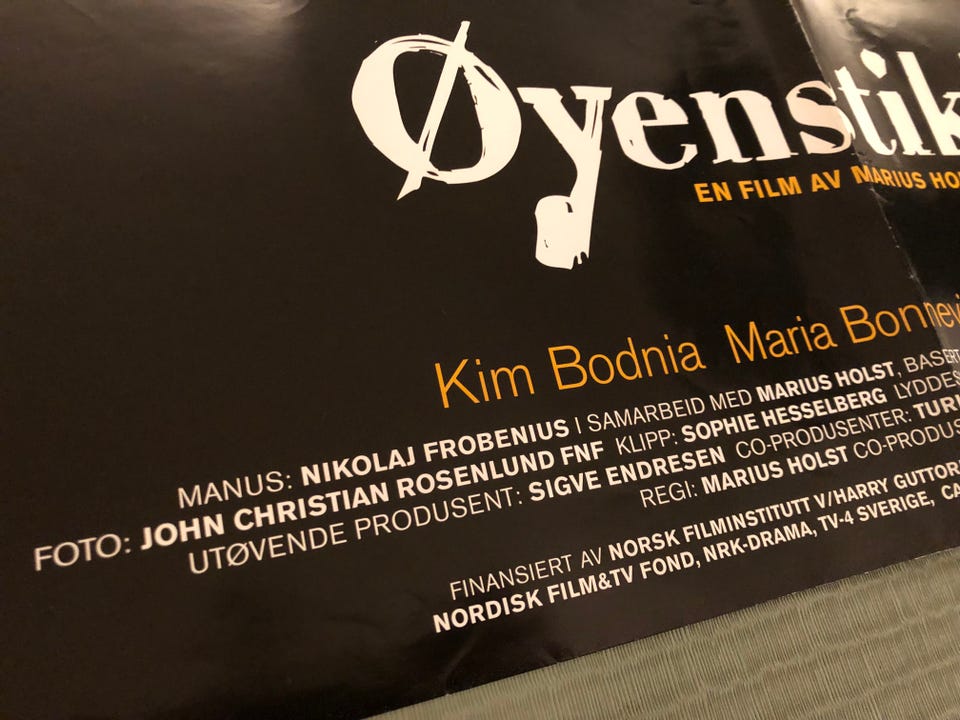 Øyenstik
EN FILM AV MARIUS HO
Kim Bodnia Maria Bonnevi
MANUS: NIKOLAJ FROBENIUS I SAMARBEID MED MARIUS HOLST, BASERT
FOTO: JOHN CHRISTIAN ROSENLUND FNF KLIPP: SOPHIE HESSELBERG LYDDES
UTØVENDE PRODUSENT: SIGVE ENDRESEN CO-PRODUSENTER: TUR
REGI: MARIUS HOLST CO-PRODUS
FINANSIERT AV NORSK FILMINSTITUTT V/HARRY GUTTOR
NORDISK FILM&TV FOND, NRK-DRAMA, TV-4 SVERIGE, CA